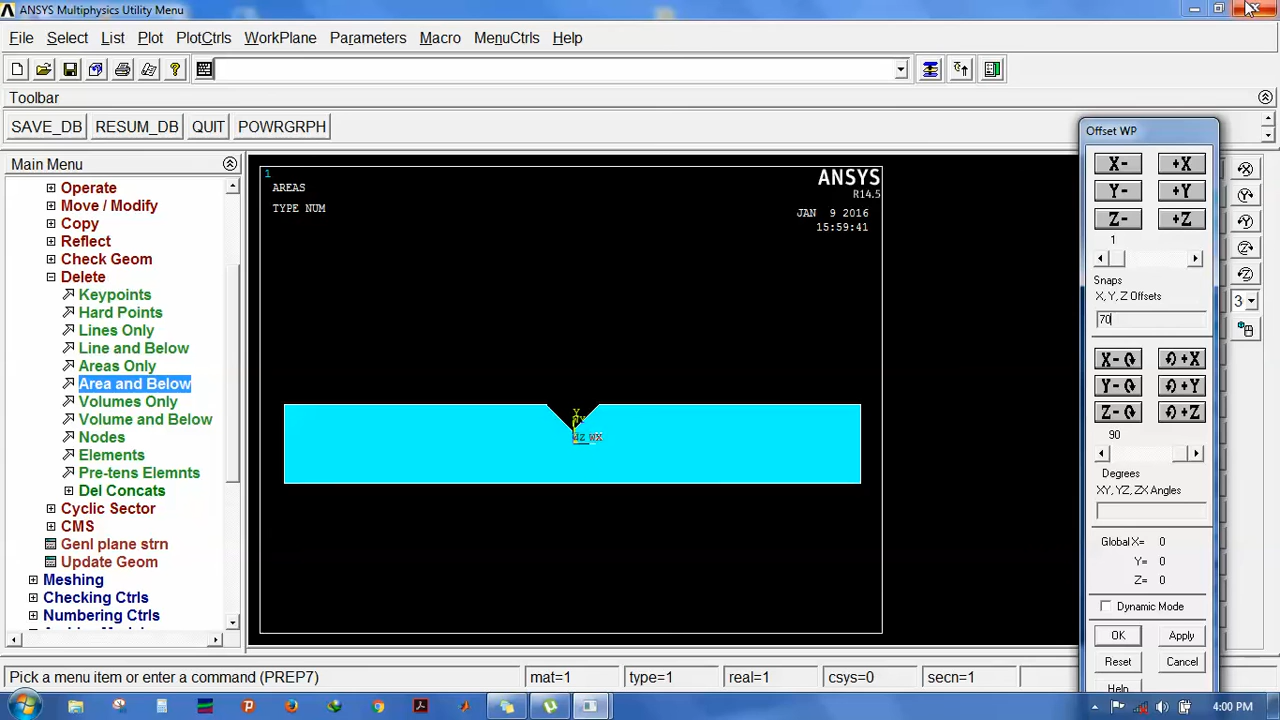 ANSYS Multiphysics Utility Menu
File Select List Plot PlotCtrls WorkPlane Parameters Macro MenuCtrls Help
Toolbar
SAVE_DB RESUM_DB QUIT POWRGRPH
Main Menu
Operate
Move / Modify
Copy
Reflect
Check Geom
Delete
Keypoints
Hard Points
Lines Only
Line and Below
Areas Only
Area and Below
Volumes Only
Volume and Below
Nodes
Elements
Pre-tens Elemnts
Del Concats
Cyclic Sector
CMS
Genl plane strn
Update Geom
Meshing
Checking Ctrls
Numbering Ctrls
1
AREAS
TYPE NUM
ANSYS
R14.5
JAN 9 2016
15:59:41
Y
WX
Offset WP
X- +X
Y- +Y
Z- +Z
1
Snaps
X, Y, Z Offsets
70
X- +X
Y- +Y
Z- +Z
90
Degrees
XY, YZ, ZX Angles
Global X= 0
Y= 0
Z= 0
Dynamic Mode
OK Apply
Reset Cancel
Help
3
Pick a menu item or enter a command (PREP7)
mat=1 type=1 real=1 csys=0 secn=1
4:00 PM